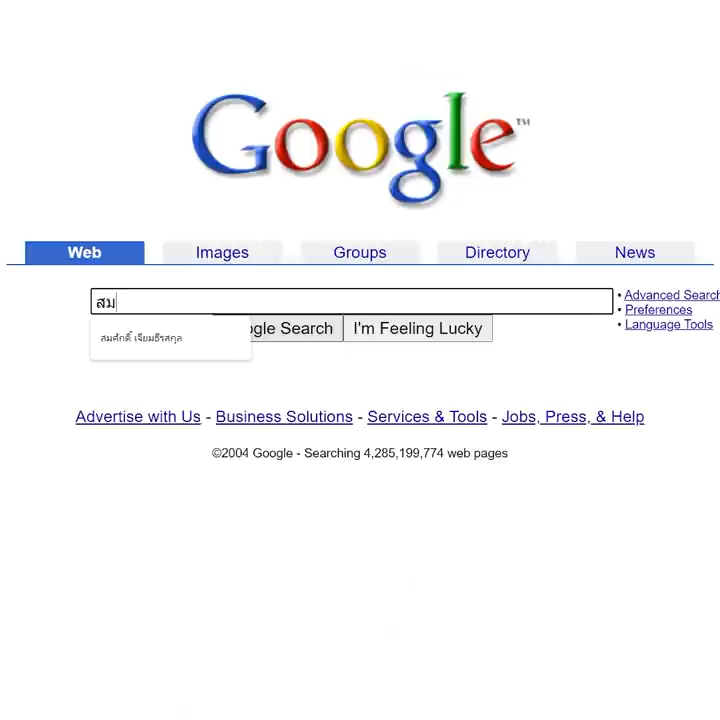 Google™
Web Images Groups Directory News
สม
• Advanced Search
• Preferences
• Language Tools
สมศักดิ์ เจียมธีรสกุล
ogle Search I'm Feeling Lucky
Advertise with Us - Business Solutions - Services & Tools - Jobs, Press, & Help
©2004 Google - Searching 4,285,199,774 web pages